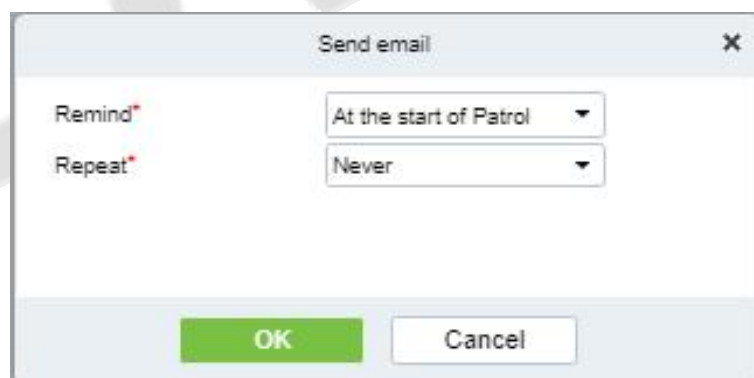 Send email
Remind* At the start of Patrol
Repeat* Never
OK Cancel